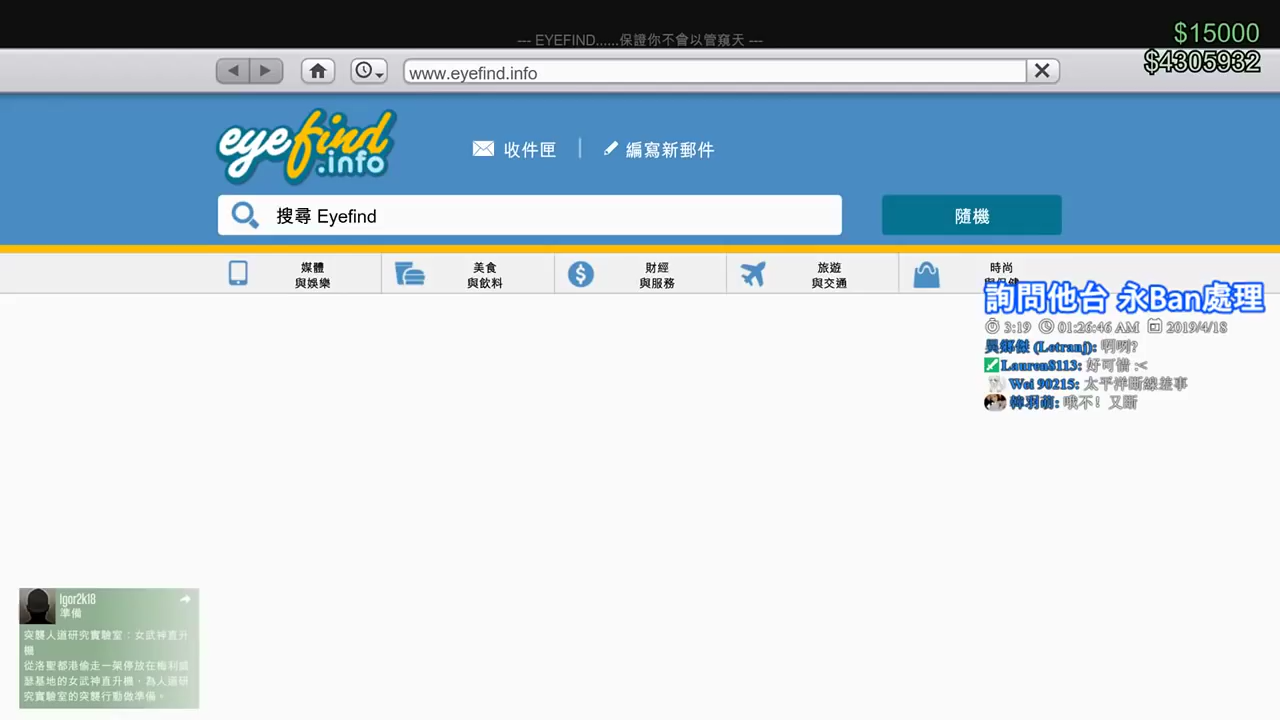 --- EYEFIND......保證你不會以管窺天 ---
$15000
$4305932
www.eyefind.info
eyefind.info
收件匣
編寫新郵件
搜尋 Eyefind
隨機
媒體
與娛樂
美食
與飲料
財經
與服務
旅遊
與交通
時尚
詢問他台 永Ban處理
3:19 01:26:46 AM 2019/4/18
吳鄉傑 (Lotranj): 啊啊?
Lauren8113: 好可惜 :<
Wei 90215: 太平洋斷線差事
韓羽萌: 哦不! 又斷
Igor2k18
準備
突襲人道研究實驗室：女武神直升
機
從洛聖都港偷走一架停放在梅利威
瑟基地的女武神直升機，為人道研
究實驗室的突襲行動做準備。